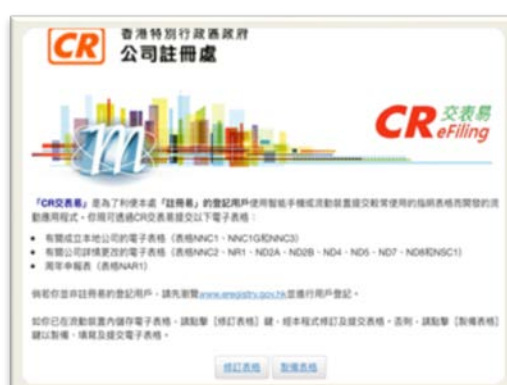 CR
香港特別行政區政府
公司註冊處
m
CR 交表易
eFiling
「CR交表易」是為了利便本處「註冊易」的登記用戶使用智能手機或流動裝置提交較常使用的指明表格而開發的流
動應用程式。你現可透過CR交表易提交以下電子表格：
• 有關成立本地公司的電子表格（表格NNC1、NNC1G和NNC3）
• 有關公司詳情更改的電子表格（表格NNC2、NR1、ND2A、ND2B、ND4、ND5、ND7、ND8和NSC1）
• 周年申報表（表格NAR1）
倘若你並非註冊易的登記用戶，請先瀏覽www.eregistry.gov.hk並進行用戶登記。
如你已在流動裝置內儲存電子表格，請點擊［修訂表格］鍵，經本程式修訂及提交表格。否則，請點擊［製備表格］
鍵以製備、填寫及提交電子表格。
修訂表格 製備表格